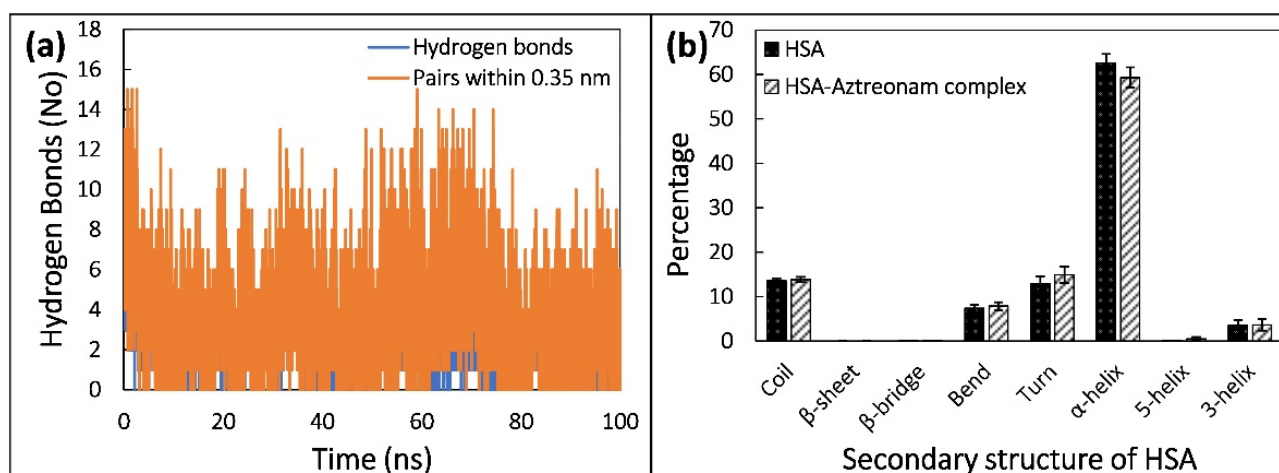 (a)
Hydrogen bonds
Pairs within 0.35 nm
Hydrogen Bonds (No)
18
16
14
12
10
8
6
4
2
0
0 20 40 60 80 100
Time (ns)
(b)
HSA
HSA-Aztreonam complex
Percentage
70
60
50
40
30
20
10
0
Coil
β-sheet
β-bridge
Bend
Turn
α-helix
5-helix
3-helix
Secondary structure of HSA